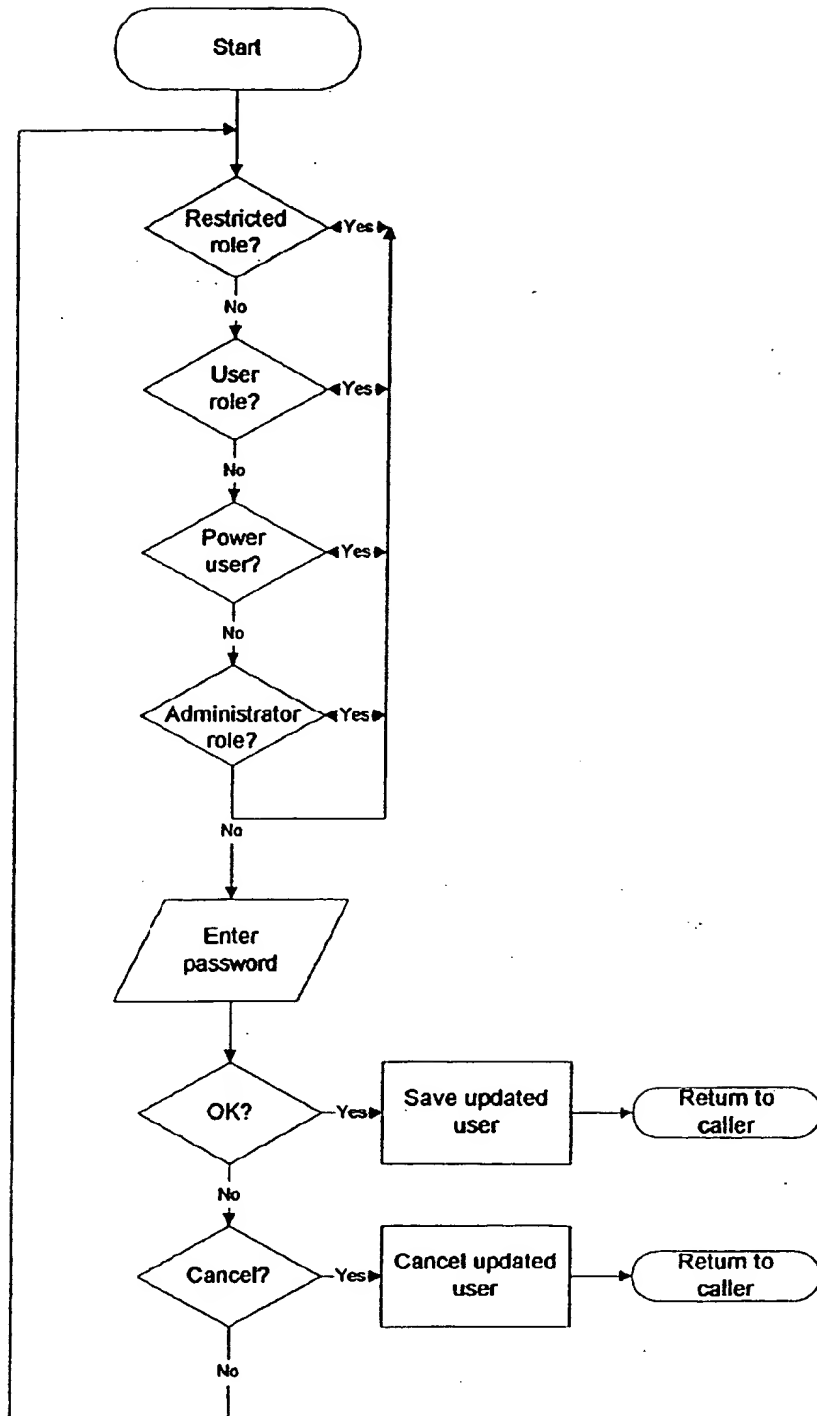 Start
Restricted
role?
Yes
No
User
role?
Yes
No
Power
user?
Yes
No
Administrator
role?
Yes
No
Enter
password
OK?
Yes
Save updated
user
Return to
caller
No
Cancel?
Yes
Cancel updated
user
Return to
caller
No